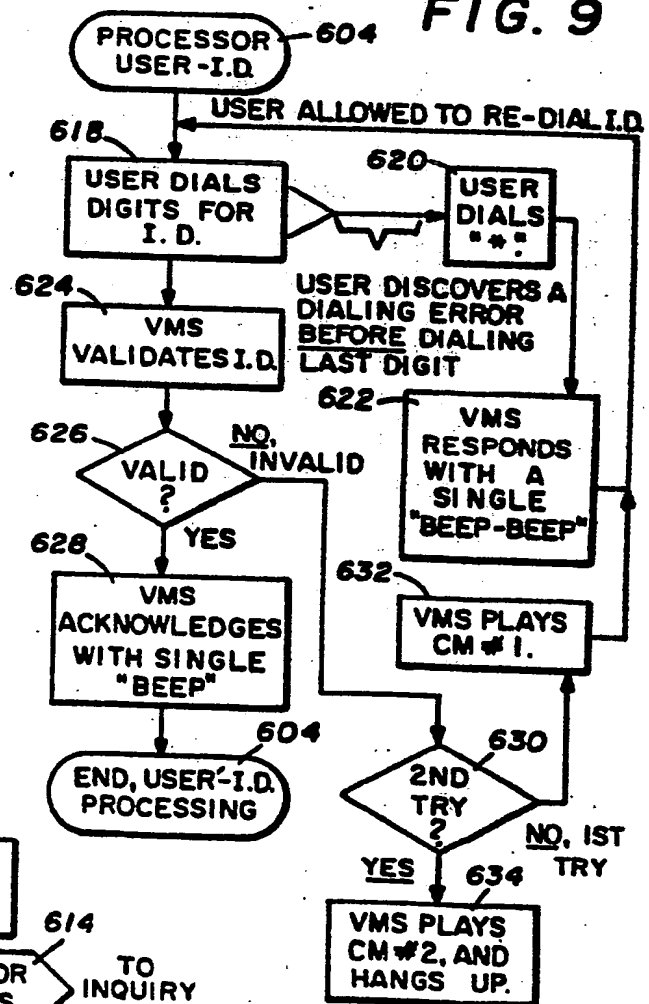 FIG. 9
PROCESSOR
USER-I.D.
604
USER ALLOWED TO RE-DIAL I.D.
618
USER DIALS
DIGITS FOR
I. D.
620
USER
DIALS
"*".
USER DISCOVERS A
DIALING ERROR
BEFORE DIALING
LAST DIGIT
624
VMS
VALIDATES I.D.
622
VMS
RESPONDS
WITH A
SINGLE
"BEEP-BEEP"
626
VALID
?
NO,
INVALID
YES
628
VMS
ACKNOWLEDGES
WITH SINGLE
"BEEP"
632
VMS PLAYS
CM # 1.
604
END, USER-I.D.
PROCESSING
630
2ND
TRY
?
NO, 1ST
TRY
YES
634
VMS PLAYS
CM #2, AND
HANGS UP.
614
TO
INQUIRY
OR